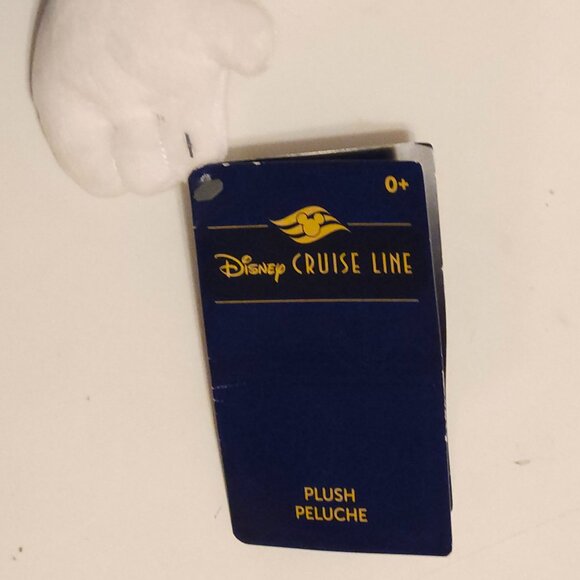 0+
Disney CRUISE LINE
PLUSH
PELUCHE